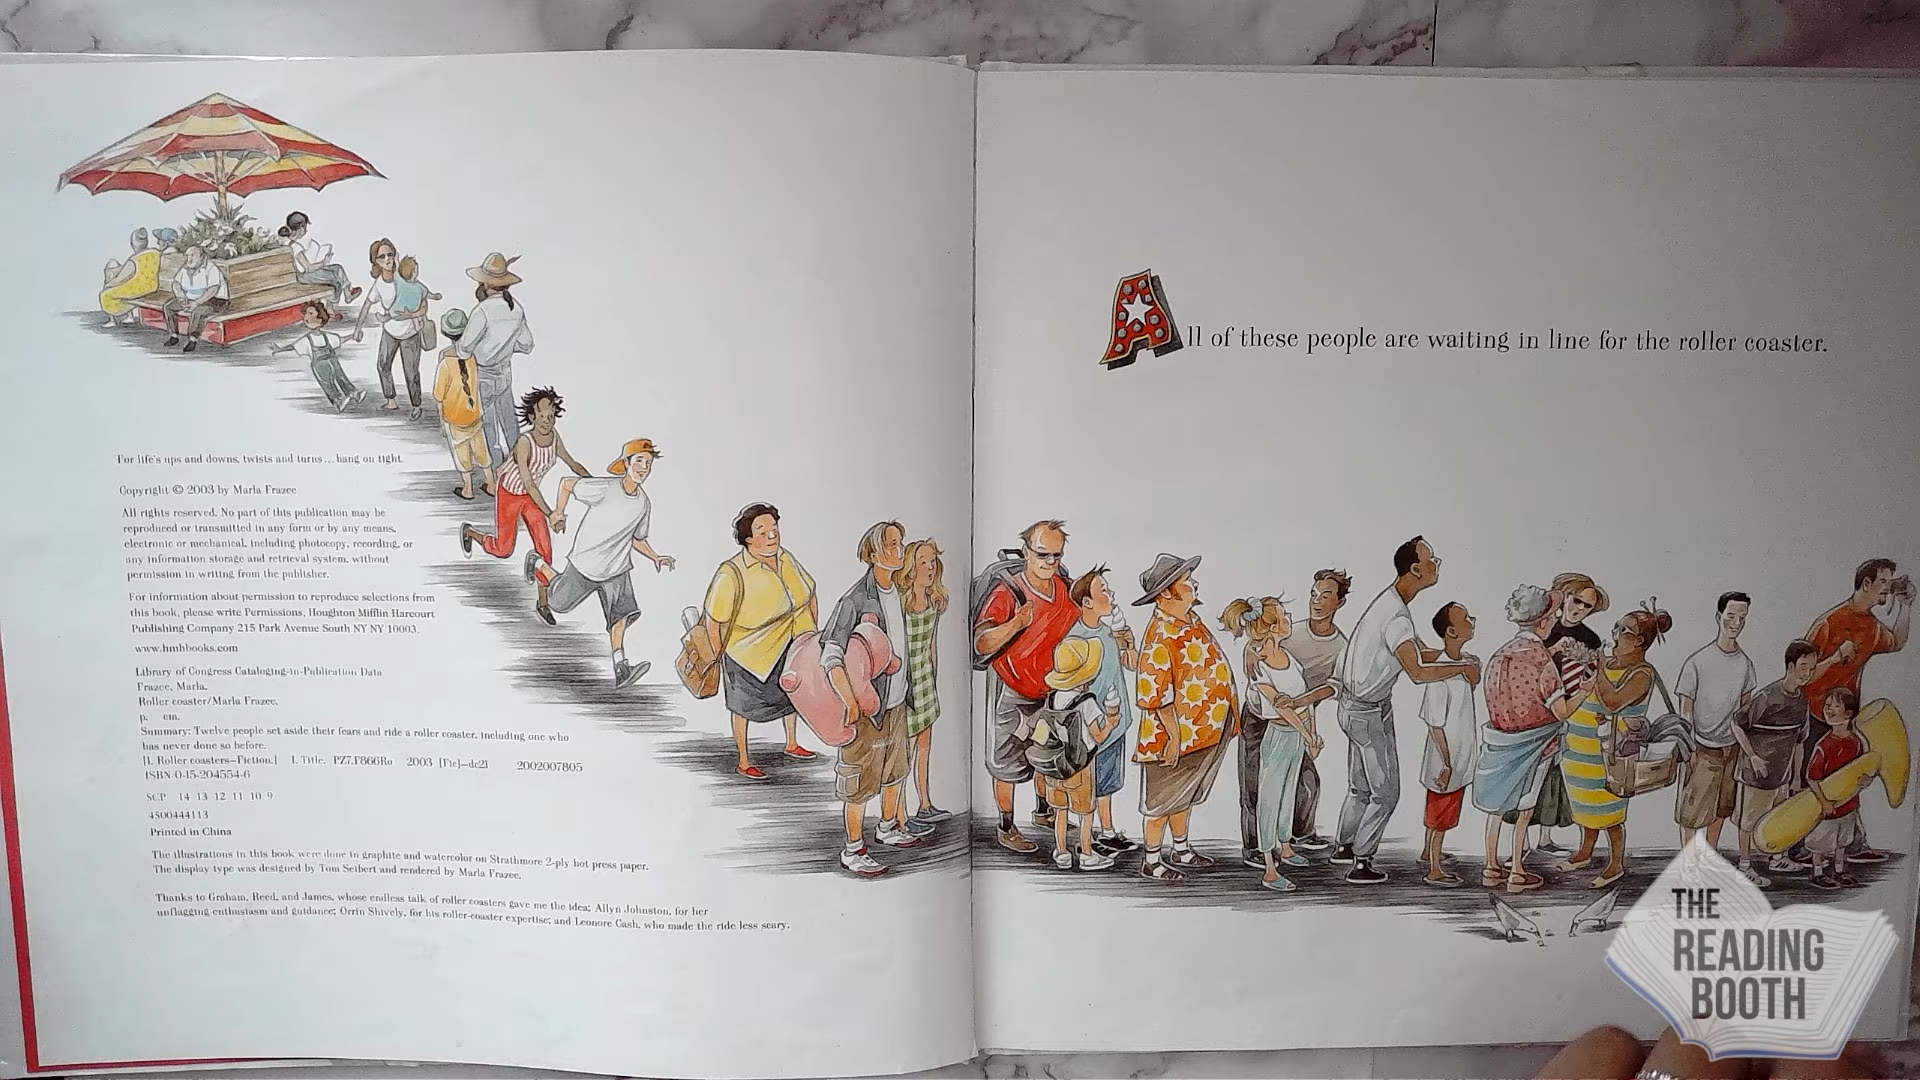 For life's ups and downs, twists and turns...hang on tight.
Copyright © 2003 by Marla Frazee
All rights reserved. No part of this publication may be
reproduced or transmitted in any form or by any means,
electronic or mechanical, including photocopy, recording, or
any information storage and retrieval system, without
permission in writing from the publisher.
For information about permission to reproduce selections from
this book, please write Permissions, Houghton Mifflin Harcourt
Publishing Company 215 Park Avenue South NY NY 10003.
www.hmhbooks.com
Library of Congress Cataloging-in-Publication Data
Frazee, Marla.
Roller coaster/Marla Frazee.
p. cm.
Summary: Twelve people set aside their fears and ride a roller coaster, including one who
has never done so before.
[1. Roller coasters—Fiction.] I. Title. PZ7.F866Ro 2003 [Fic]—dc21 2002007805
ISBN 0-15-204554-6
SCP 14 13 12 11 10 9
4500444113
Printed in China
The illustrations in this book were done in graphite and watercolor on Strathmore 2-ply hot press paper.
The display type was designed by Tom Seibert and rendered by Marla Frazee.
Thanks to Graham, Reed, and James, whose endless talk of roller coasters gave me the idea; Allyn Johnston, for her
unflagging enthusiasm and guidance; Orrin Shively, for his roller-coaster expertise; and Leonore Cash, who made the ride less scary.
All of these people are waiting in line for the roller coaster.
THE
READING
BOOTH